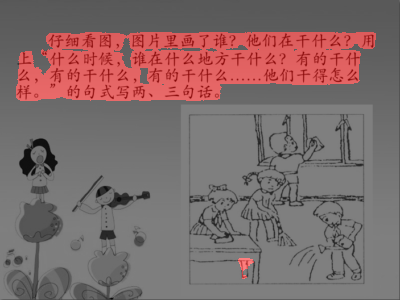 仔细看图，图片里画了谁？他们在干什么？用
上“什么时候，谁在什么地方干什么？有的干什
么，有的干什么，有的干什么……他们干得怎么
样。”的句式写两、三句话。